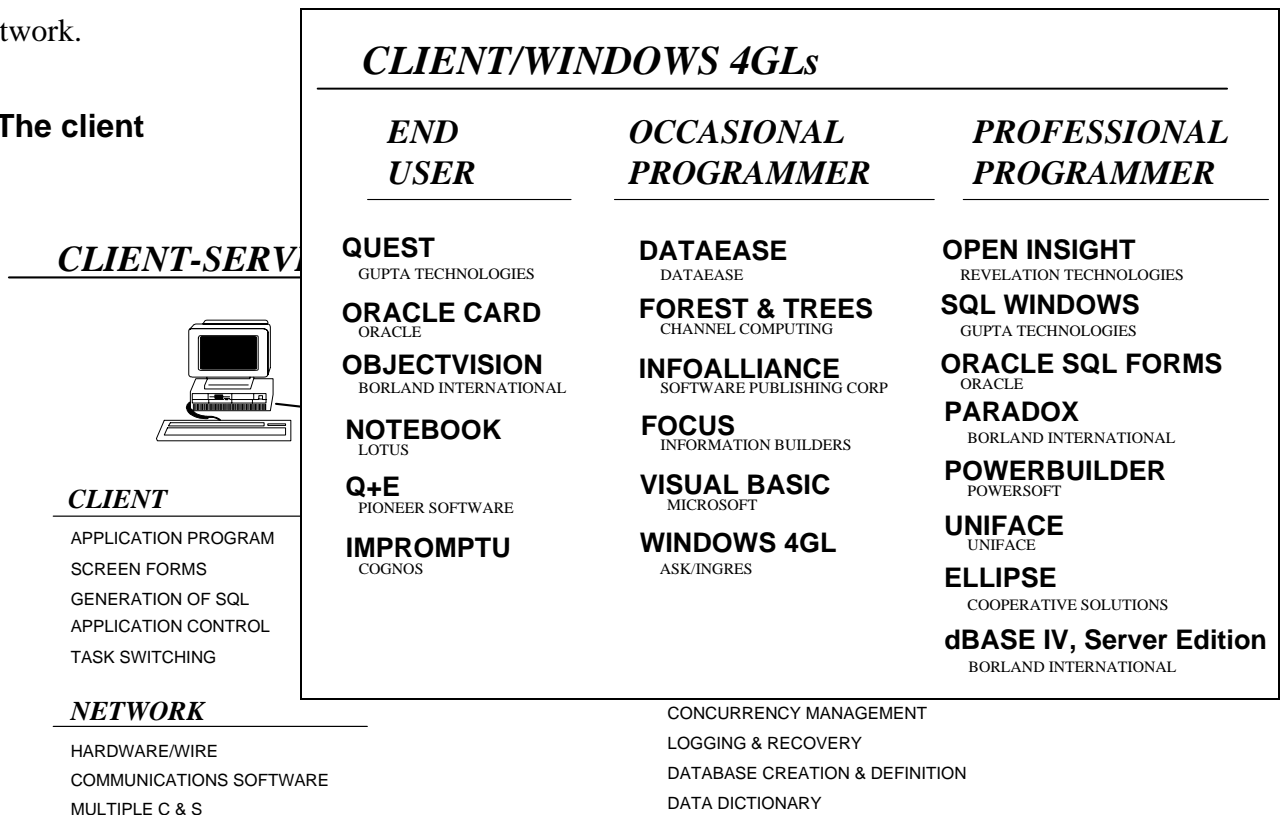 twork.
The client
CLIENT-SERV
CLIENT
APPLICATION PROGRAM
SCREEN FORMS
GENERATION OF SQL
APPLICATION CONTROL
TASK SWITCHING
NETWORK
HARDWARE/WIRE
COMMUNICATIONS SOFTWARE
MULTIPLE C & S
CLIENT/WINDOWS 4GLs
END
USER
QUEST
GUPTA TECHNOLOGIES
ORACLE CARD
ORACLE
OBJECTVISION
BORLAND INTERNATIONAL
NOTEBOOK
LOTUS
Q+E
PIONEER SOFTWARE
IMPROMPTU
COGNOS
OCCASIONAL
PROGRAMMER
DATAEASE
DATAEASE
FOREST & TREES
CHANNEL COMPUTING
INFOALLIANCE
SOFTWARE PUBLISHING CORP
FOCUS
INFORMATION BUILDERS
VISUAL BASIC
MICROSOFT
WINDOWS 4GL
ASK/INGRES
PROFESSIONAL
PROGRAMMER
OPEN INSIGHT
REVELATION TECHNOLOGIES
SQL WINDOWS
GUPTA TECHNOLOGIES
ORACLE SQL FORMS
ORACLE
PARADOX
BORLAND INTERNATIONAL
POWERBUILDER
POWERSOFT
UNIFACE
UNIFACE
ELLIPSE
COOPERATIVE SOLUTIONS
dBASE IV, Server Edition
BORLAND INTERNATIONAL
CONCURRENCY MANAGEMENT
LOGGING & RECOVERY
DATABASE CREATION & DEFINITION
DATA DICTIONARY